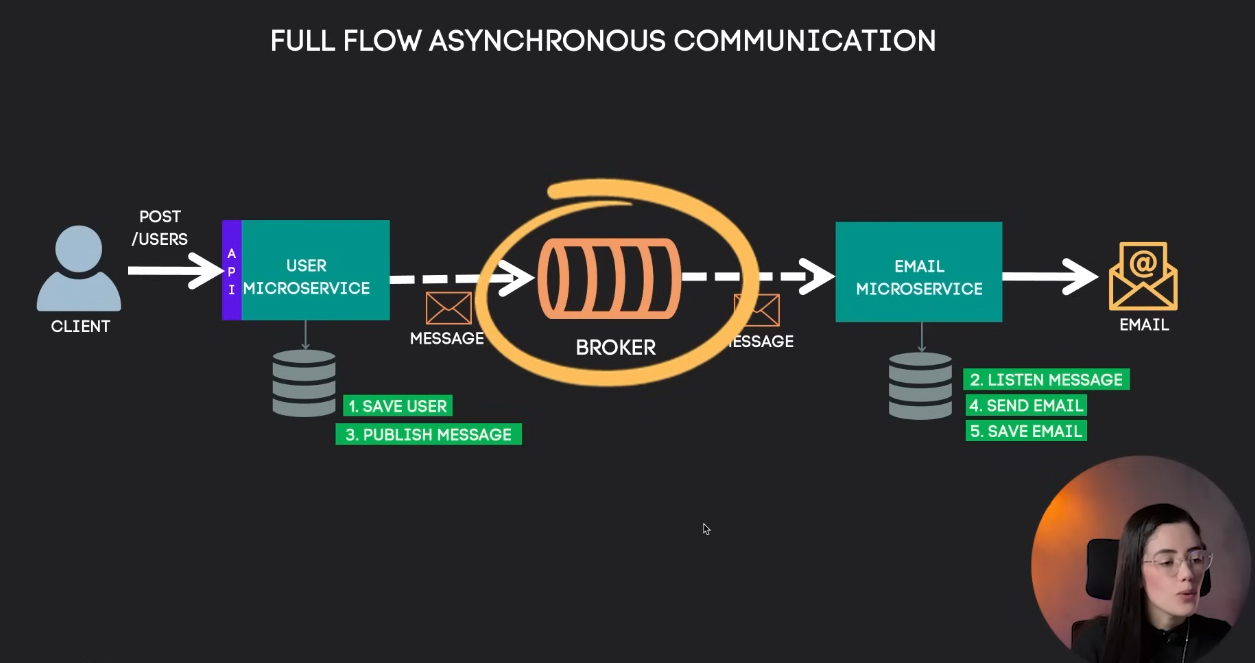 FULL FLOW ASYNCHRONOUS COMMUNICATION
POST
/USERS
CLIENT
API
USER
MICROSERVICE
MESSAGE
BROKER
ESSAGE
EMAIL
MICROSERVICE
@
EMAIL
1. SAVE USER
3. PUBLISH MESSAGE
2. LISTEN MESSAGE
4. SEND EMAIL
5. SAVE EMAIL